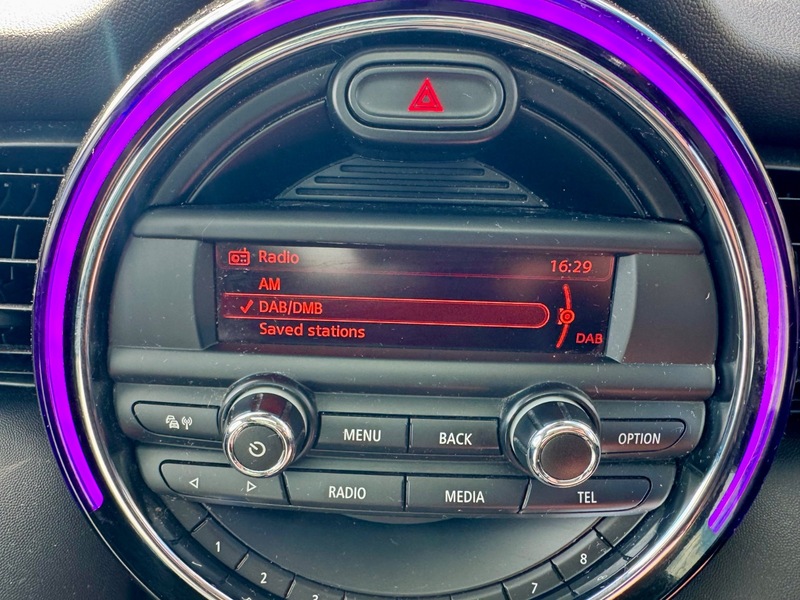 Radio
16:29
AM
DAB/DMB
Saved stations
DAB
MENU
BACK
OPTION
RADIO
MEDIA
TEL
1
2
3
7
8